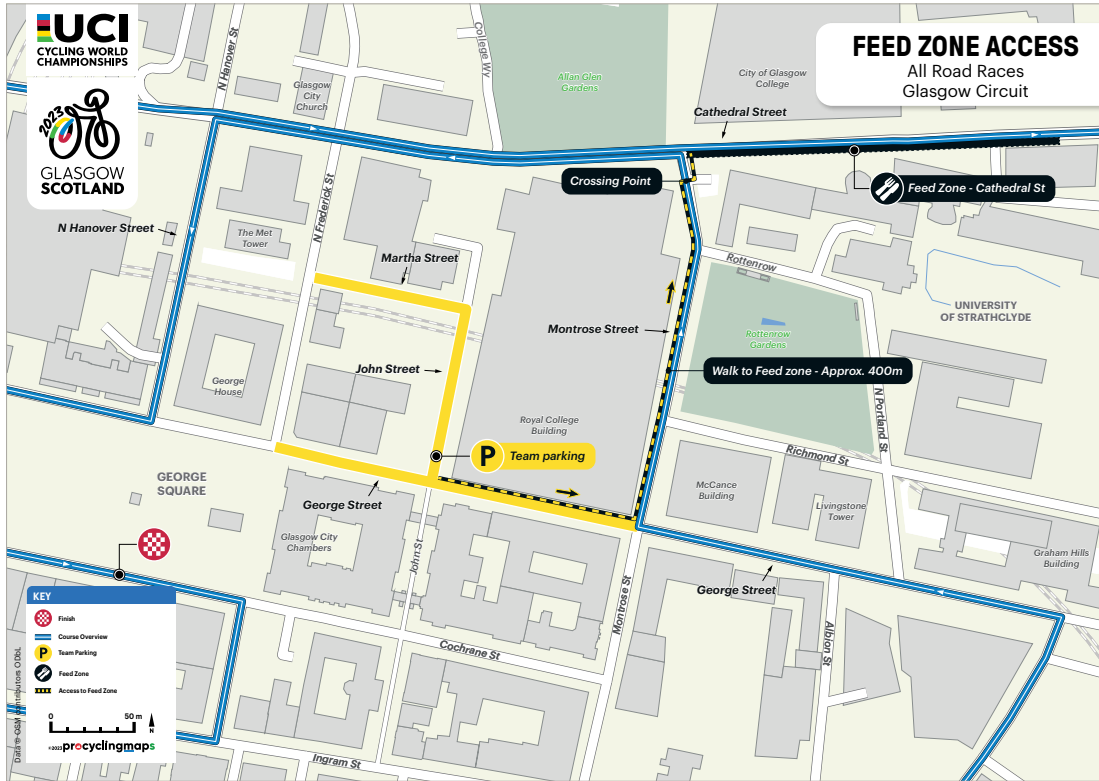 UCI
CYCLING WORLD
CHAMPIONSHIPS
2023
GLASGOW
SCOTLAND
FEED ZONE ACCESS
All Road Races
Glasgow Circuit
N Hanover St
College Wy
Glasgow
City
Church
Allan Glen
Gardens
City of Glasgow
College
Cathedral Street
Crossing Point
Feed Zone - Cathedral St
N Hanover Street
The Met
Tower
N Frederick St
Martha Street
Rottenrow
UNIVERSITY
OF STRATHCLYDE
Montrose Street
Rottenrow
Gardens
John Street
Walk to Feed zone - Approx. 400m
George
House
N Portland St
Royal College
Building
P
Team parking
Richmond St
GEORGE
SQUARE
McCance
Building
George Street
Livingstone
Tower
Glasgow City
Chambers
John St
Graham Hills
Building
George Street
Montrose St
Albion St
Cochrane St
Ingram St
KEY
Finish
Course Overview
P
Team Parking
Feed Zone
Access to Feed Zone
0
50 m
N
©2023 procyclingmaps
Data © OSM contributors ODbL